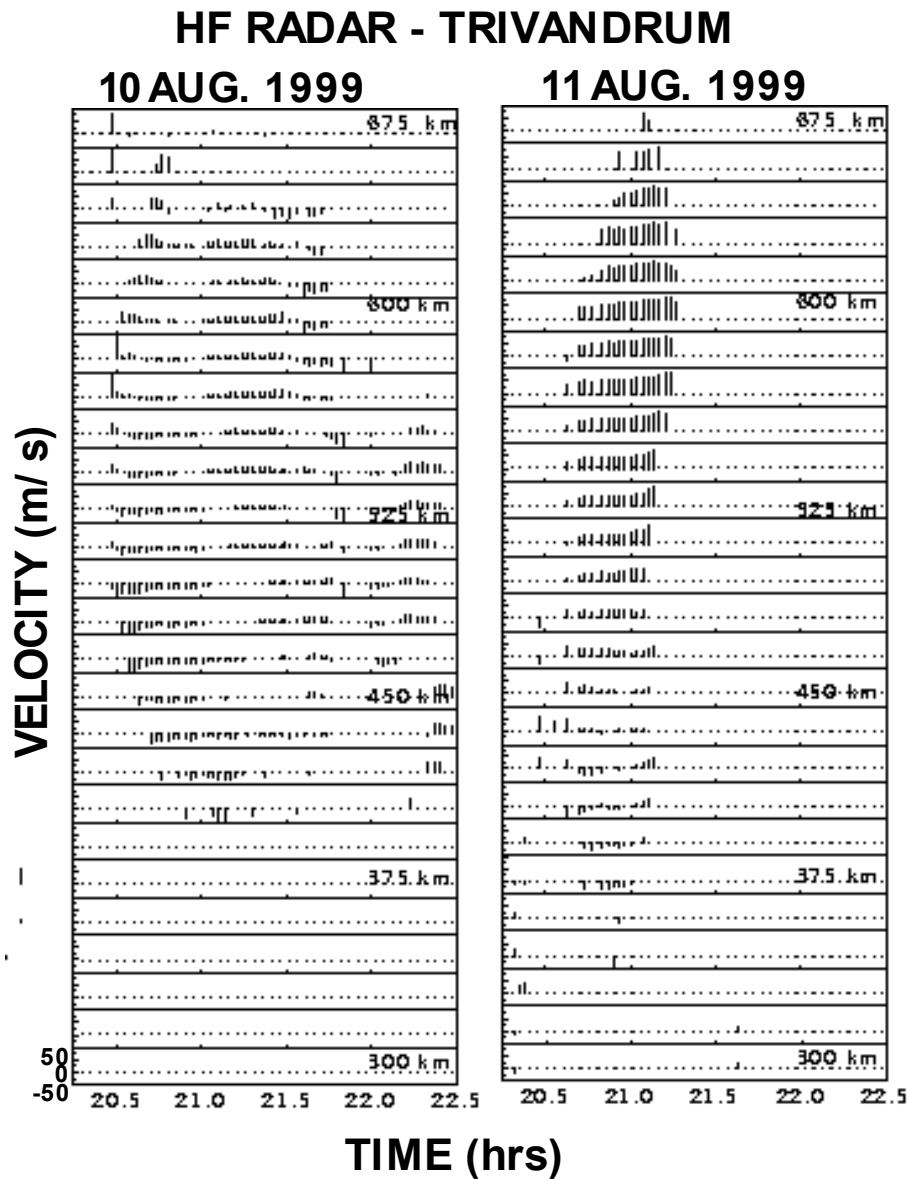 HF RADAR - TRIVANDRUM
10 AUG. 1999
11 AUG. 1999
VELOCITY (m/ s)
675 km
600 km
525 km
450 km
375 km
300 km
675 km
600 km
525 km
450 km
375 km
300 km
50
0
-50
20.5 21.0 21.5 22.0 22.5
20.5 21.0 21.5 22.0 22.5
TIME (hrs)